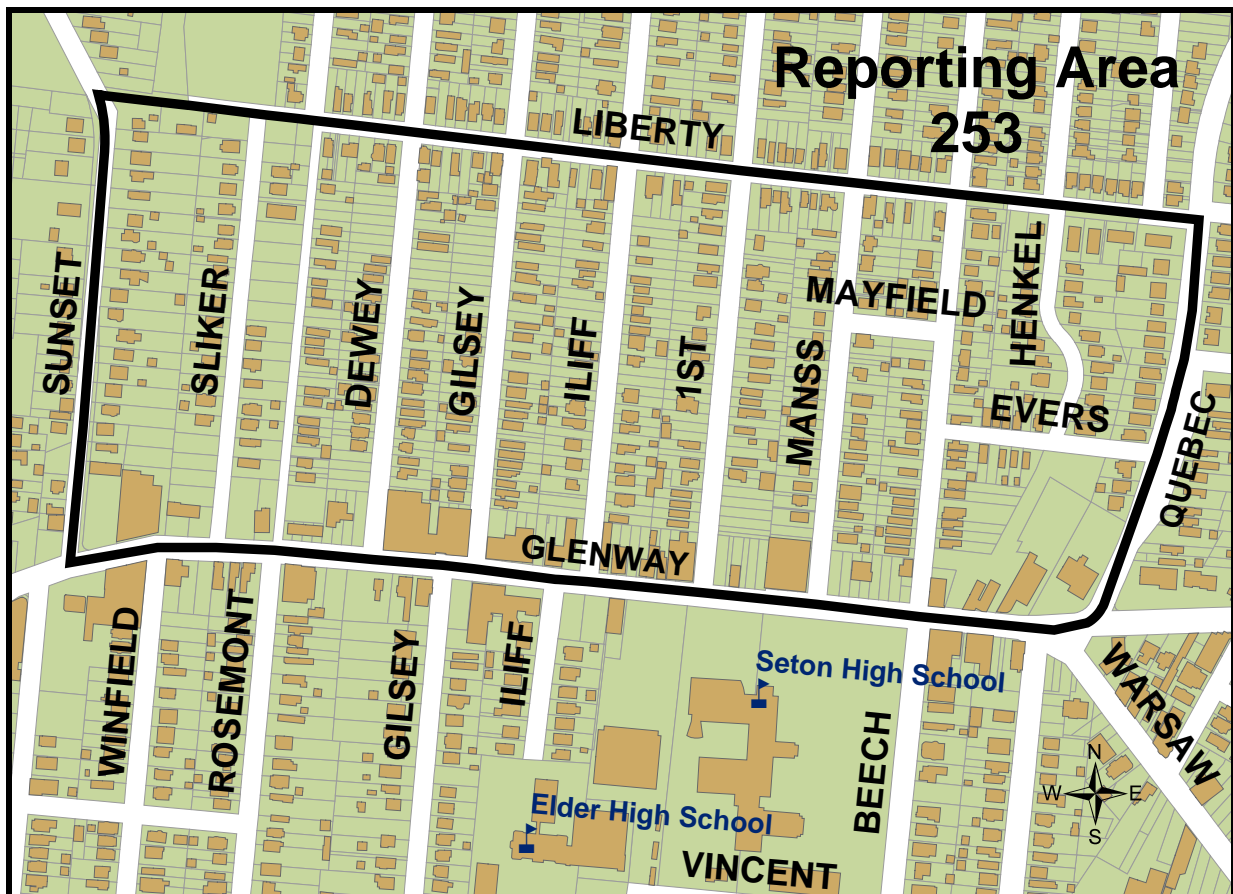 Reporting Area
253
LIBERTY
SUNSET
SLIKER
DEWEY
GILSEY
ILIFF
1ST
MANSS
MAYFIELD
HENKEL
EVERS
QUEBEC
GLENWAY
WINFIELD
ROSEMONT
GILSEY
ILIFF
Seton High School
BEECH
WARSAW
Elder High School
VINCENT
N
W E
S